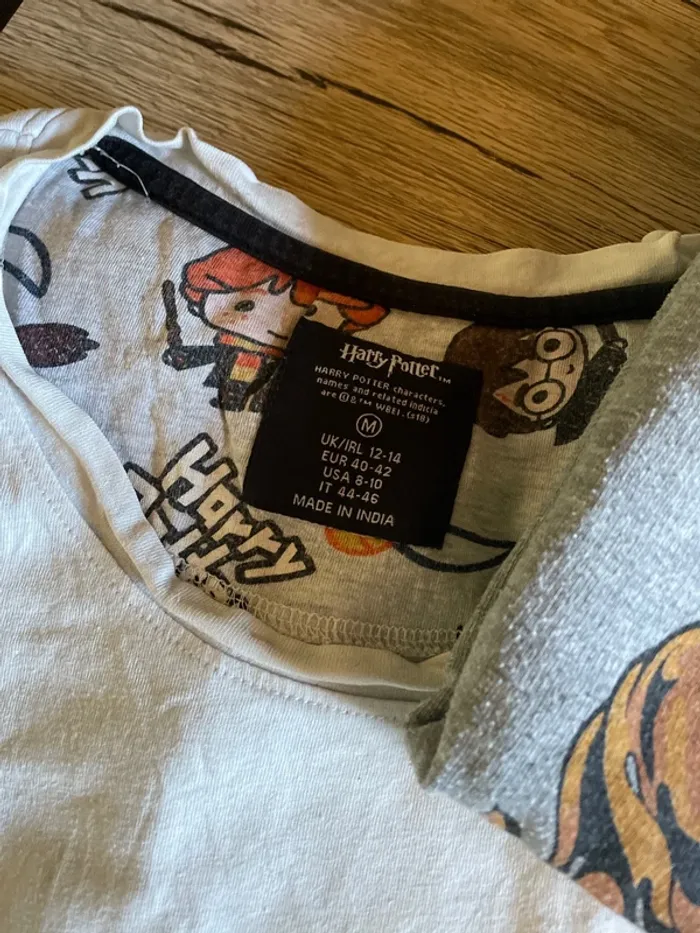 Harry Potter™
HARRY POTTER characters,
names and related indicia
are © & ™ WBEI. (s18)
M
UK/IRL 12-14
EUR 40-42
USA 8-10
IT 44-46
MADE IN INDIA
Harry